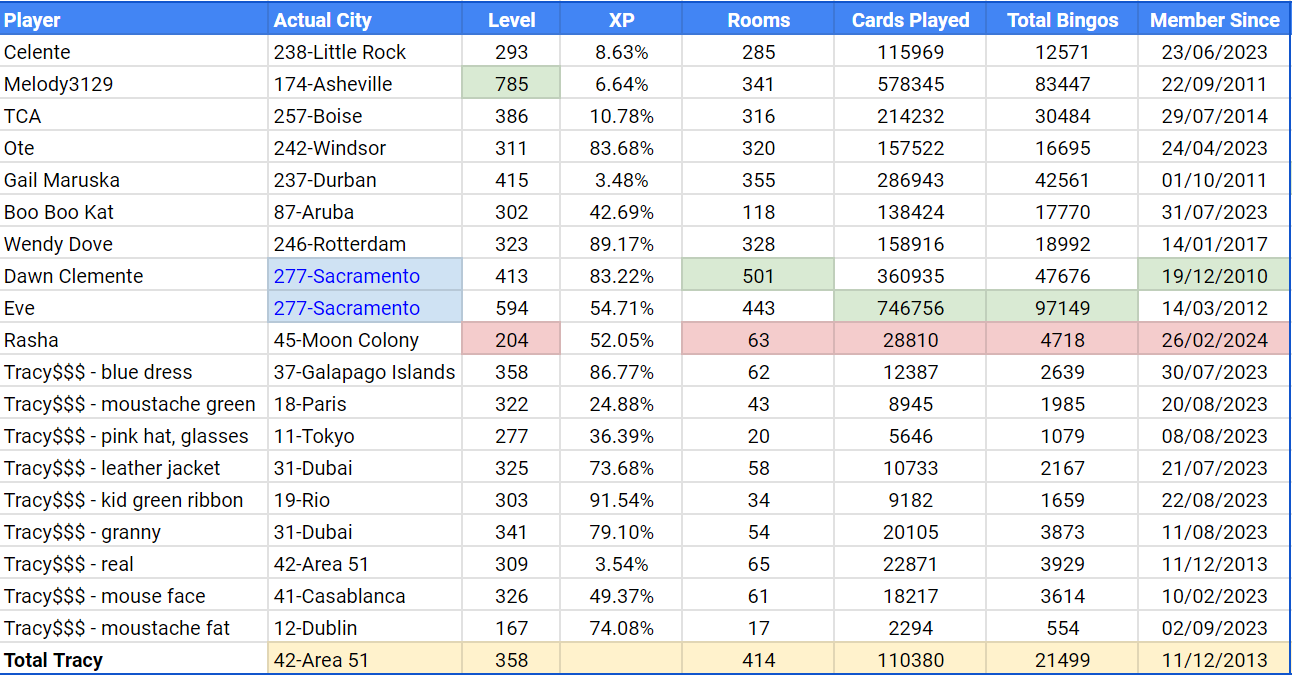 Player Actual City Level XP Rooms Cards Played Total Bingos Member Since
Celente 238-Little Rock 293 8.63% 285 115969 12571 23/06/2023
Melody3129 174-Asheville 785 6.64% 341 578345 83447 22/09/2011
TCA 257-Boise 386 10.78% 316 214232 30484 29/07/2014
Ote 242-Windsor 311 83.68% 320 157522 16695 24/04/2023
Gail Maruska 237-Durban 415 3.48% 355 286943 42561 01/10/2011
Boo Boo Kat 87-Aruba 302 42.69% 118 138424 17770 31/07/2023
Wendy Dove 246-Rotterdam 323 89.17% 328 158916 18992 14/01/2017
Dawn Clemente 277-Sacramento 413 83.22% 501 360935 47676 19/12/2010
Eve 277-Sacramento 594 54.71% 443 746756 97149 14/03/2012
Rasha 45-Moon Colony 204 52.05% 63 28810 4718 26/02/2024
Tracy$$$ - blue dress 37-Galapago Islands 358 86.77% 62 12387 2639 30/07/2023
Tracy$$$ - moustache green 18-Paris 322 24.88% 43 8945 1985 20/08/2023
Tracy$$$ - pink hat, glasses 11-Tokyo 277 36.39% 20 5646 1079 08/08/2023
Tracy$$$ - leather jacket 31-Dubai 325 73.68% 58 10733 2167 21/07/2023
Tracy$$$ - kid green ribbon 19-Rio 303 91.54% 34 9182 1659 22/08/2023
Tracy$$$ - granny 31-Dubai 341 79.10% 54 20105 3873 11/08/2023
Tracy$$$ - real 42-Area 51 309 3.54% 65 22871 3929 11/12/2013
Tracy$$$ - mouse face 41-Casablanca 326 49.37% 61 18217 3614 10/02/2023
Tracy$$$ - moustache fat 12-Dublin 167 74.08% 17 2294 554 02/09/2023
Total Tracy 42-Area 51 358 414 110380 21499 11/12/2013